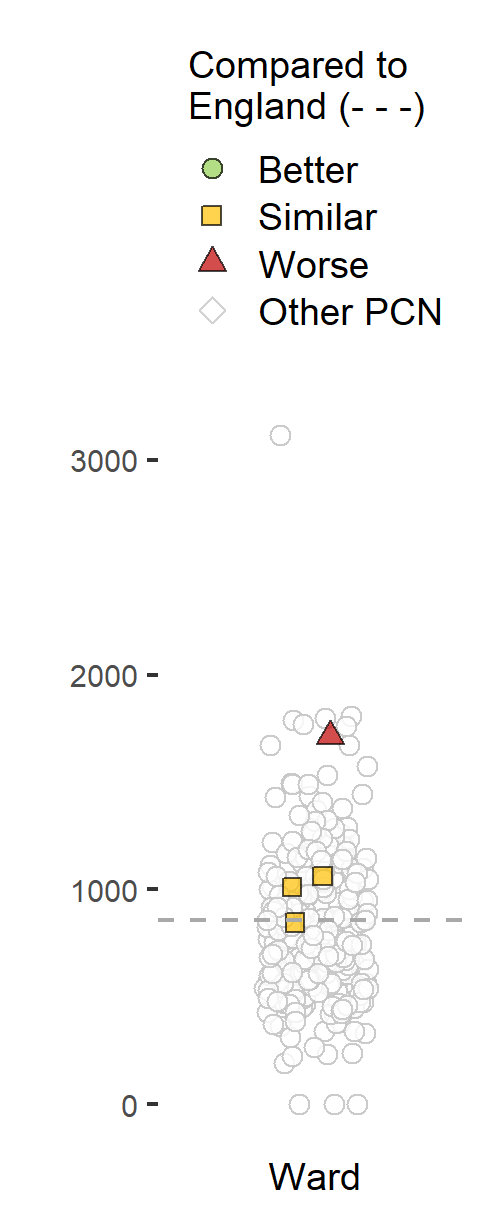 Compared to
England (- - -)
Better
Similar
Worse
Other PCN
3000
2000
1000
0
Ward